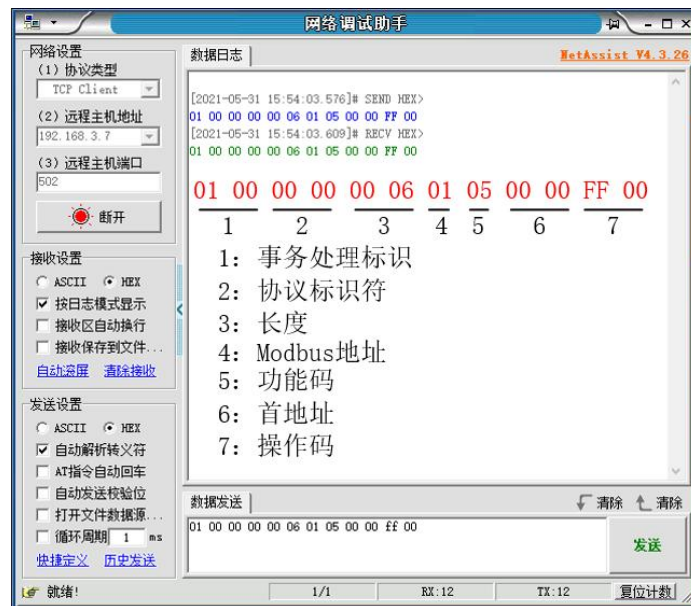 网络调试助手
网络设置
(1) 协议类型
TCP Client
(2) 远程主机地址
192.168.3.7
(3) 远程主机端口
502
断开
接收设置
ASCII HEX
按日志模式显示
接收区自动换行
接收保存到文件...
自动滚屏 清除接收
发送设置
ASCII HEX
自动解析转义符
AT指令自动回车
自动发送校验位
打开文件数据源...
循环周期 1 ms
快捷定义 历史发送
数据日志 NetAssist V4.3.26
[2021-05-31 15:54:03.576]# SEND HEX>
01 00 00 00 00 06 01 05 00 00 FF 00
[2021-05-31 15:54:03.609]# RECV HEX>
01 00 00 00 00 06 01 05 00 00 FF 00
01 00 00 00 00 06 01 05 00 00 FF 00
1 2 3 4 5 6 7
1: 事务处理标识
2: 协议标识符
3: 长度
4: Modbus地址
5: 功能码
6: 首地址
7: 操作码
数据发送 清除 清除
01 00 00 00 00 06 01 05 00 00 ff 00
发送
就绪! 1/1 RX:12 TX:12 复位计数